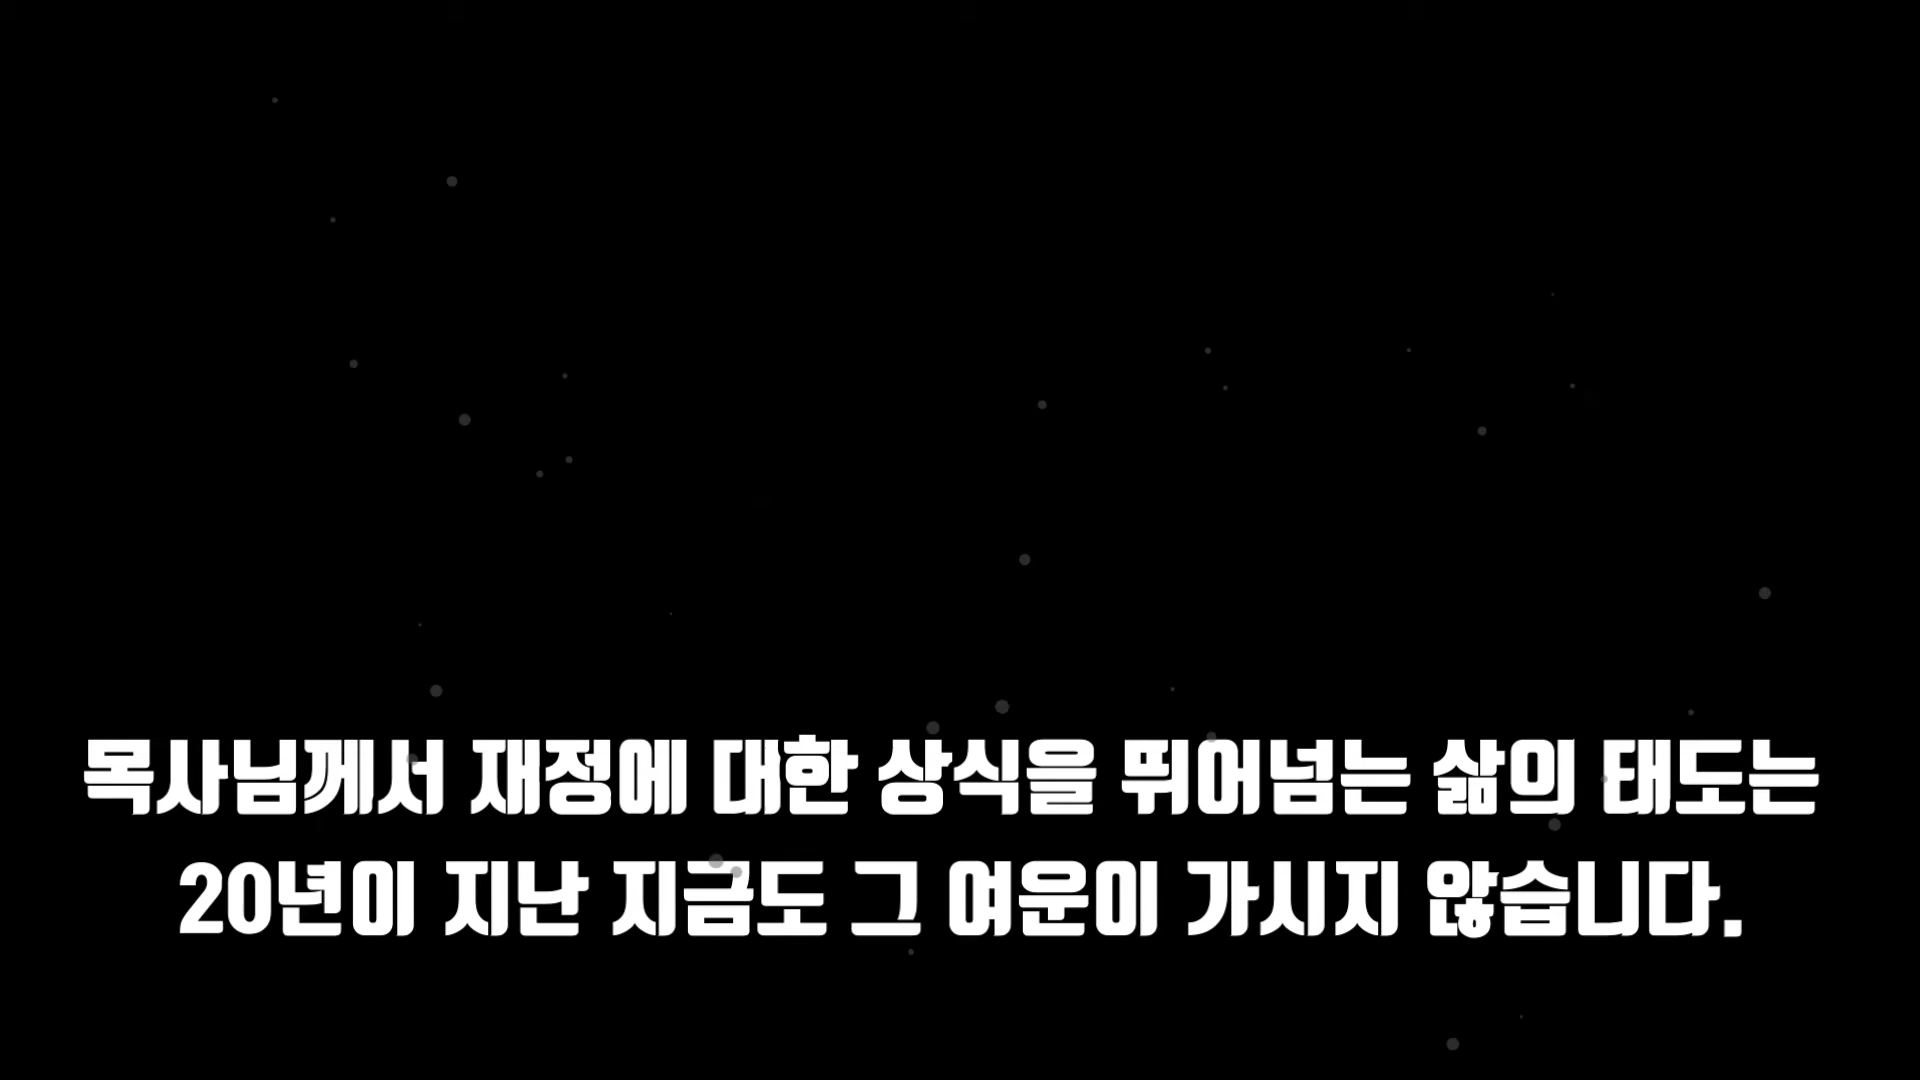 목사님께서 재정에 대한 상식을 뛰어넘는 삶의 태도는
20년이 지난 지금도 그 여운이 가시지 않습니다.